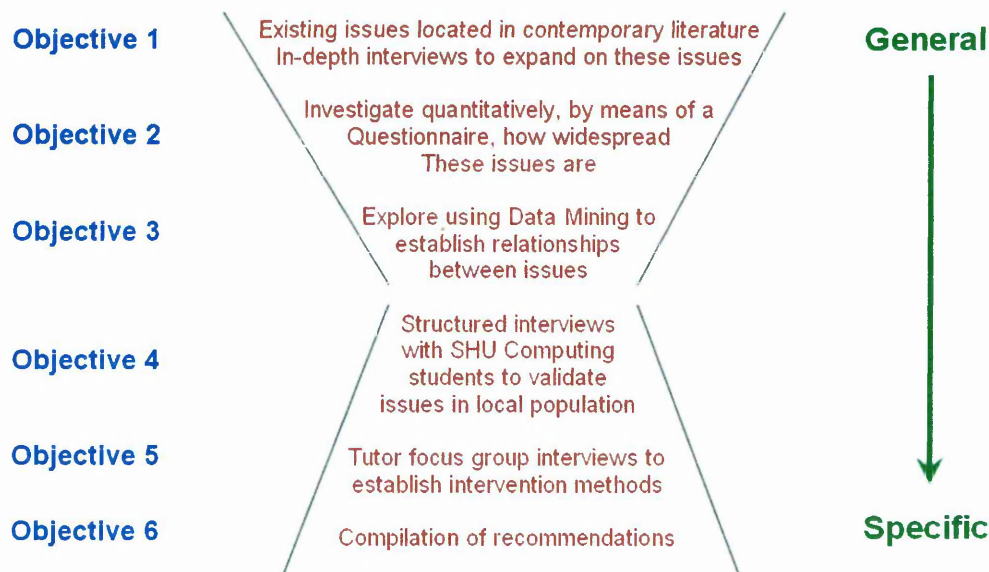 Objective 1
Existing issues located in contemporary literature
In-depth interviews to expand on these issues
General
Objective 2
Investigate quantitatively, by means of a
Questionnaire, how widespread
These issues are
Objective 3
Explore using Data Mining to
establish relationships
between issues
Objective 4
Structured interviews
with SHU Computing
students to validate
issues in local population
Objective 5
Tutor focus group interviews to
establish intervention methods
Objective 6
Compilation of recommendations
Specific